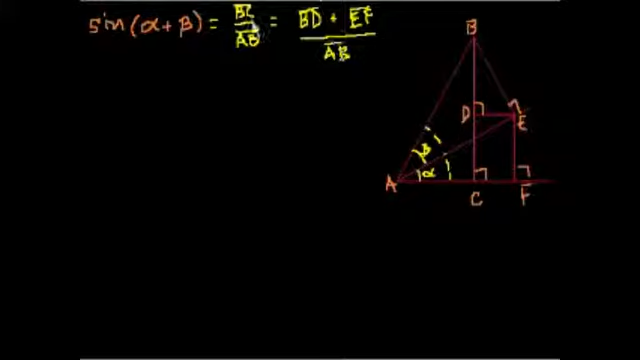 sin(α+β) = BC/AB = BD + EF/AB
B
D
E
β
α
A
C
F